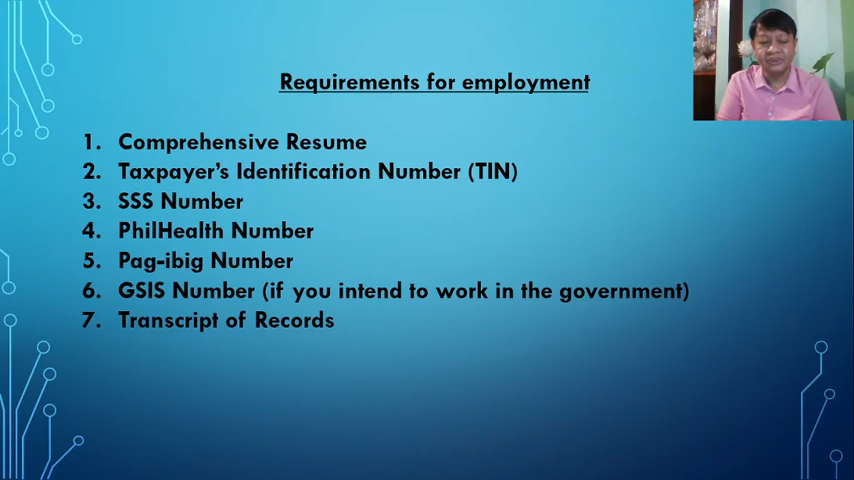 Requirements for employment
1. Comprehensive Resume
2. Taxpayer's Identification Number (TIN)
3. SSS Number
4. PhilHealth Number
5. Pag-ibig Number
6. GSIS Number (if you intend to work in the government)
7. Transcript of Records